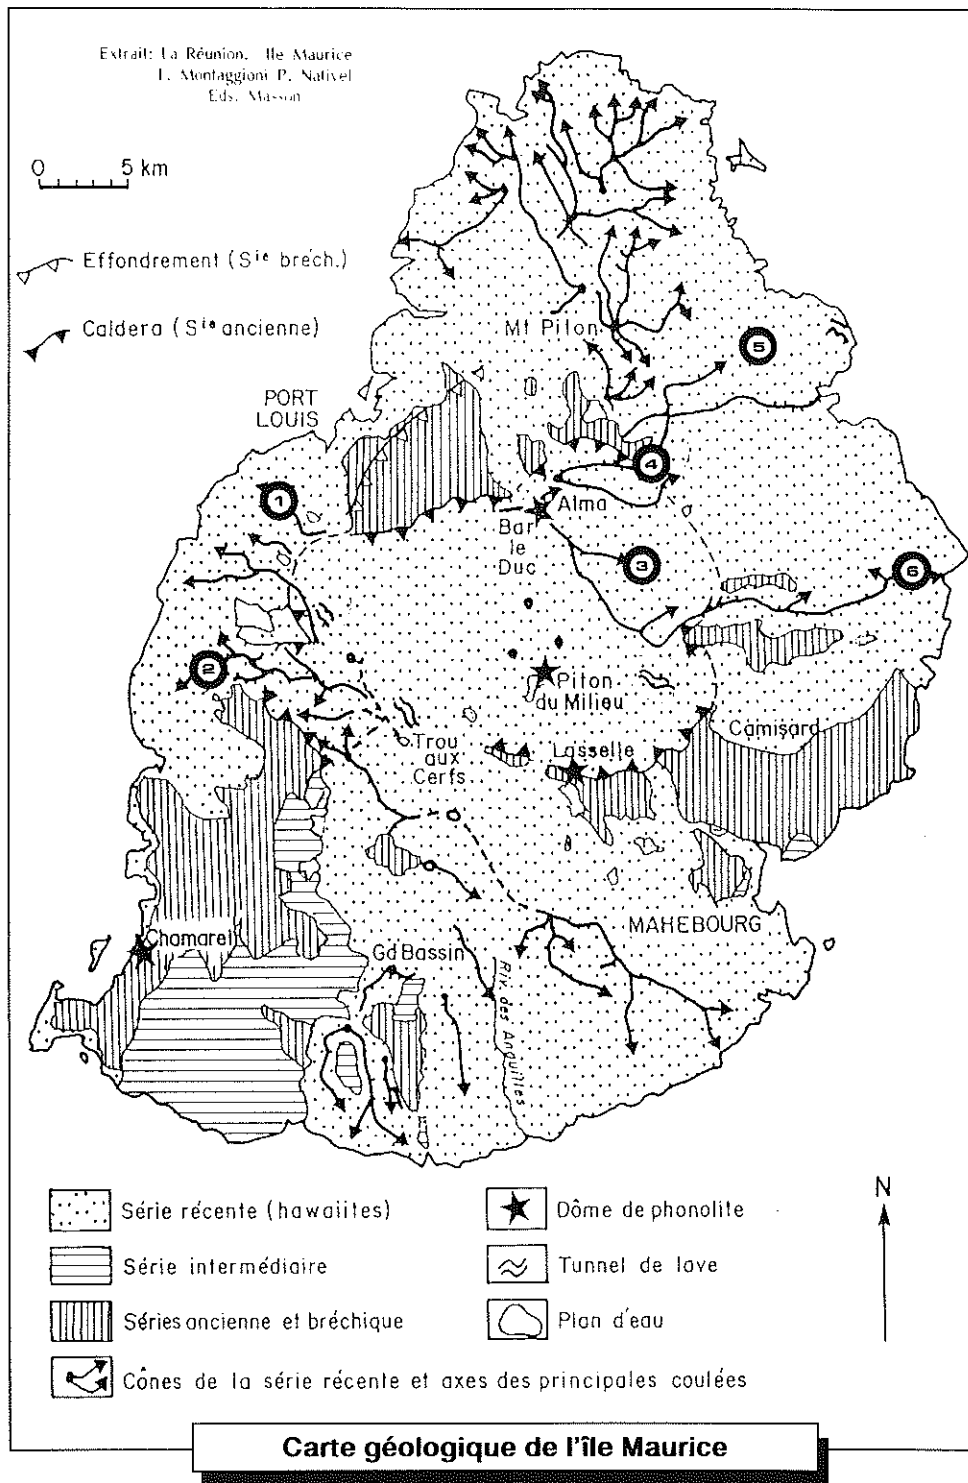 Extrait: La Réunion. Ile Maurice
L. Montaggioni P. Nativel
Eds. Masson
0 5 km
Effondrement (Sie bréch.)
Caldera (Sie ancienne)
Mt Piton
5
PORT
LOUIS
4
1
Alma
Bar
le
Duc
3
6
2
Piton
du Milieu
Camisard
Trou
aux
Cerfs
Lasselle
MAHEBOURG
Chamarel
Gd Bassin
Riv. des Anguilles
N
Série récente (hawaiites)
Dôme de phonolite
Série intermédiaire
Tunnel de lave
Séries ancienne et bréchique
Plan d'eau
Cônes de la série récente et axes des principales coulées
Carte géologique de l'île Maurice